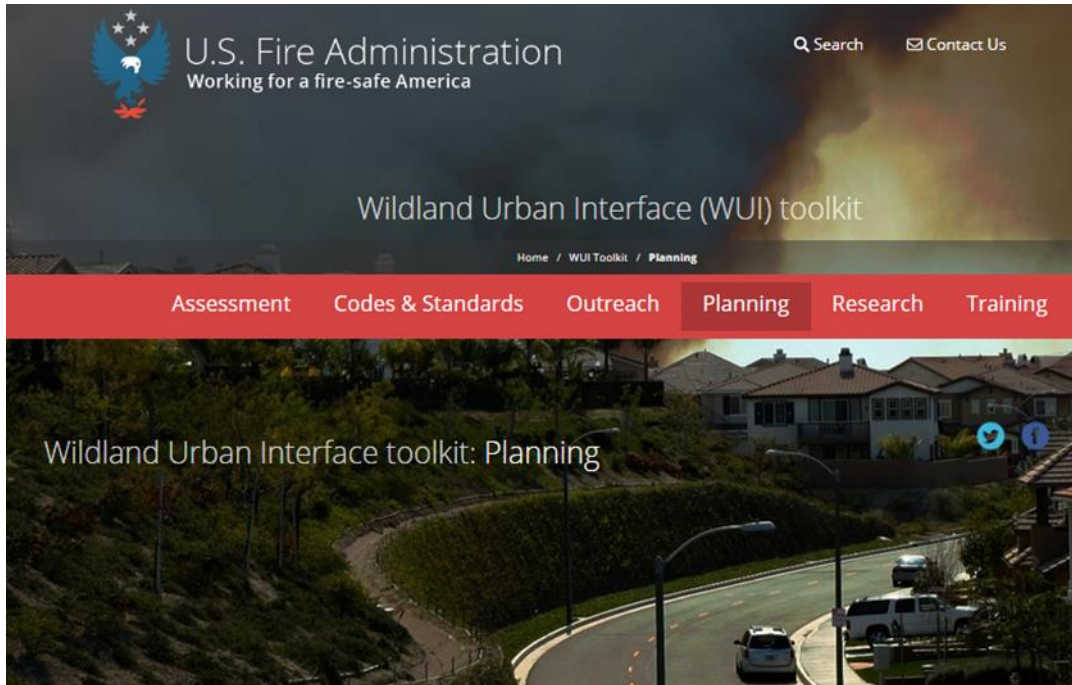 U.S. Fire Administration
Working for a fire-safe America
Search
Contact Us
Wildland Urban Interface (WUI) toolkit
Home / WUI Toolkit / Planning
Assessment
Codes & Standards
Outreach
Planning
Research
Training
Wildland Urban Interface toolkit: Planning